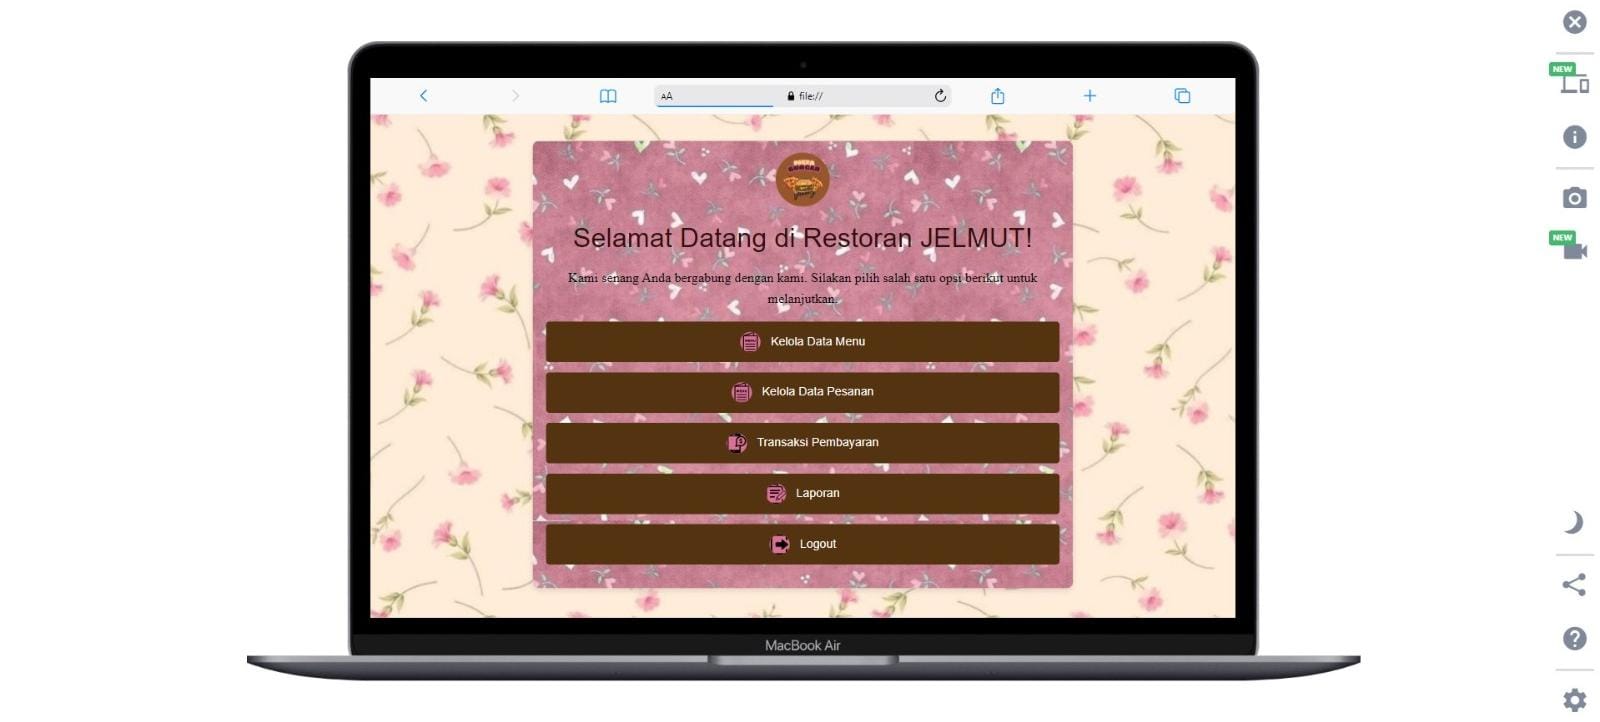 NEW
AA
file://
BURGER
Selamat Datang di Restoran JELMUT!
Kami senang Anda bergabung dengan kami. Silakan pilih salah satu opsi berikut untuk
melanjutkan.
Kelola Data Menu
Kelola Data Pesanan
Transaksi Pembayaran
Laporan
Logout
NEW
MacBook Air